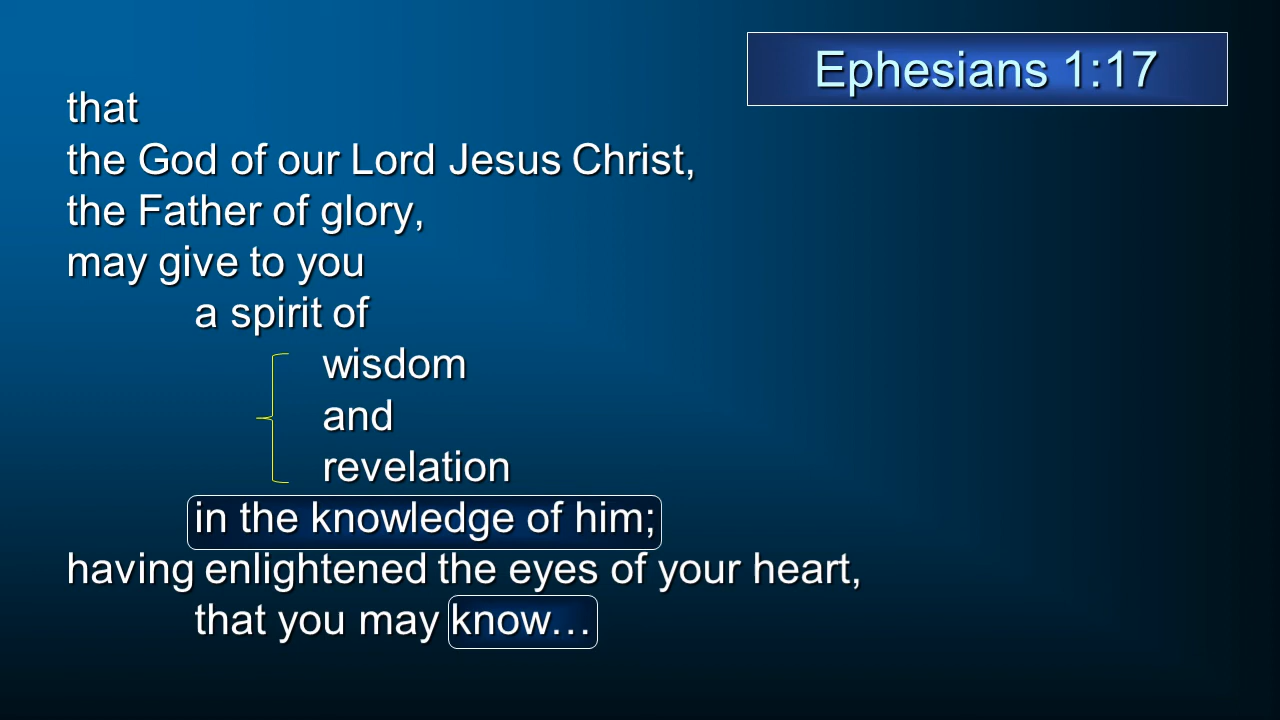 Ephesians 1:17
that
the God of our Lord Jesus Christ,
the Father of glory,
may give to you
a spirit of
wisdom
and
revelation
in the knowledge of him;
having enlightened the eyes of your heart,
that you may know…